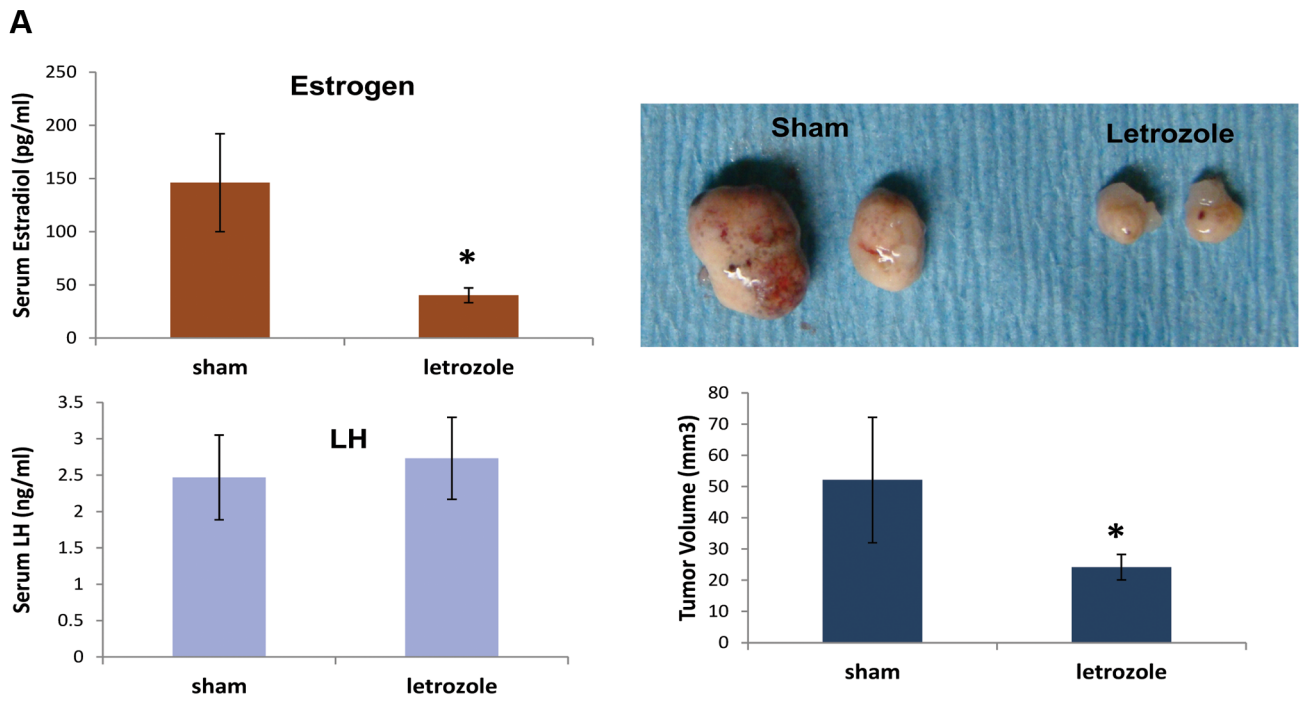 A
Estrogen
Serum Estradiol (pg/ml)
250
200
150
100
50
0
*
sham
letrozole
Sham
Letrozole
LH
Serum LH (ng/ml)
3.5
3
2.5
2
1.5
1
0.5
0
sham
letrozole
Tumor Volume (mm3)
80
70
60
50
40
30
20
10
0
*
sham
letrozole